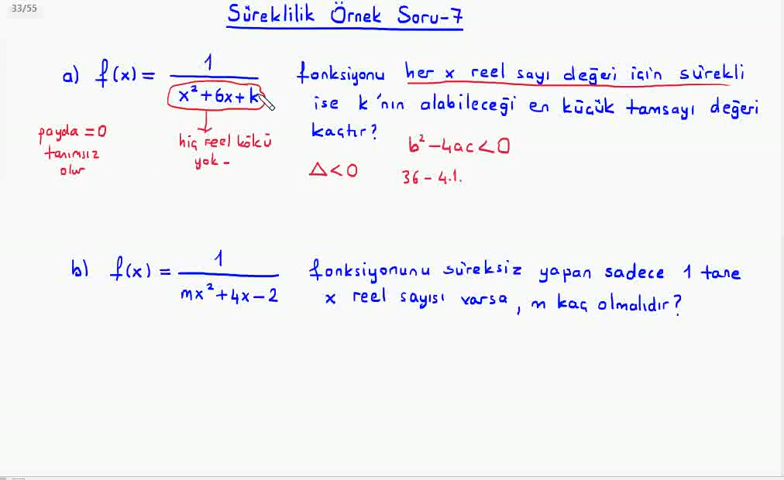 33/55
Süreklilik Örnek Soru-7
a) f(x) = 1 / (x² + 6x + k) fonksiyonu her x reel sayı değeri için sürekli
ise k'nın alabileceği en küçük tamsayı değeri
kaçtır?
payda = 0
tanımsız
olur
hiç reel kökü
yok -
Δ < 0
b² - 4ac < 0
36 - 4.1.
b) f(x) = 1 / (mx² + 4x - 2) fonksiyonunu süreksiz yapan sadece 1 tane
x reel sayısı varsa, m kaç olmalıdır?